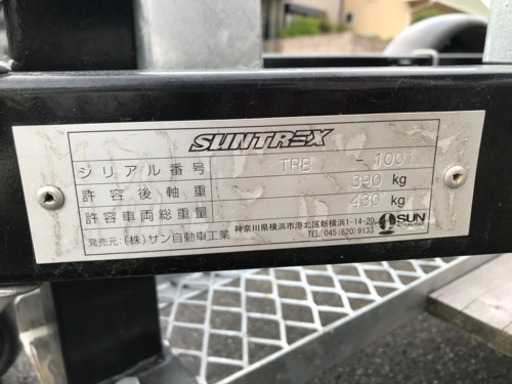 SUNTREX
シリアル番号 TRB - 1001
許容後軸重 390 kg
許容車両総重量 430 kg
発売元:(株)サン自動車工業
神奈川県横浜市港北区新横浜1-14-20
TEL 045(620)9133
SUN